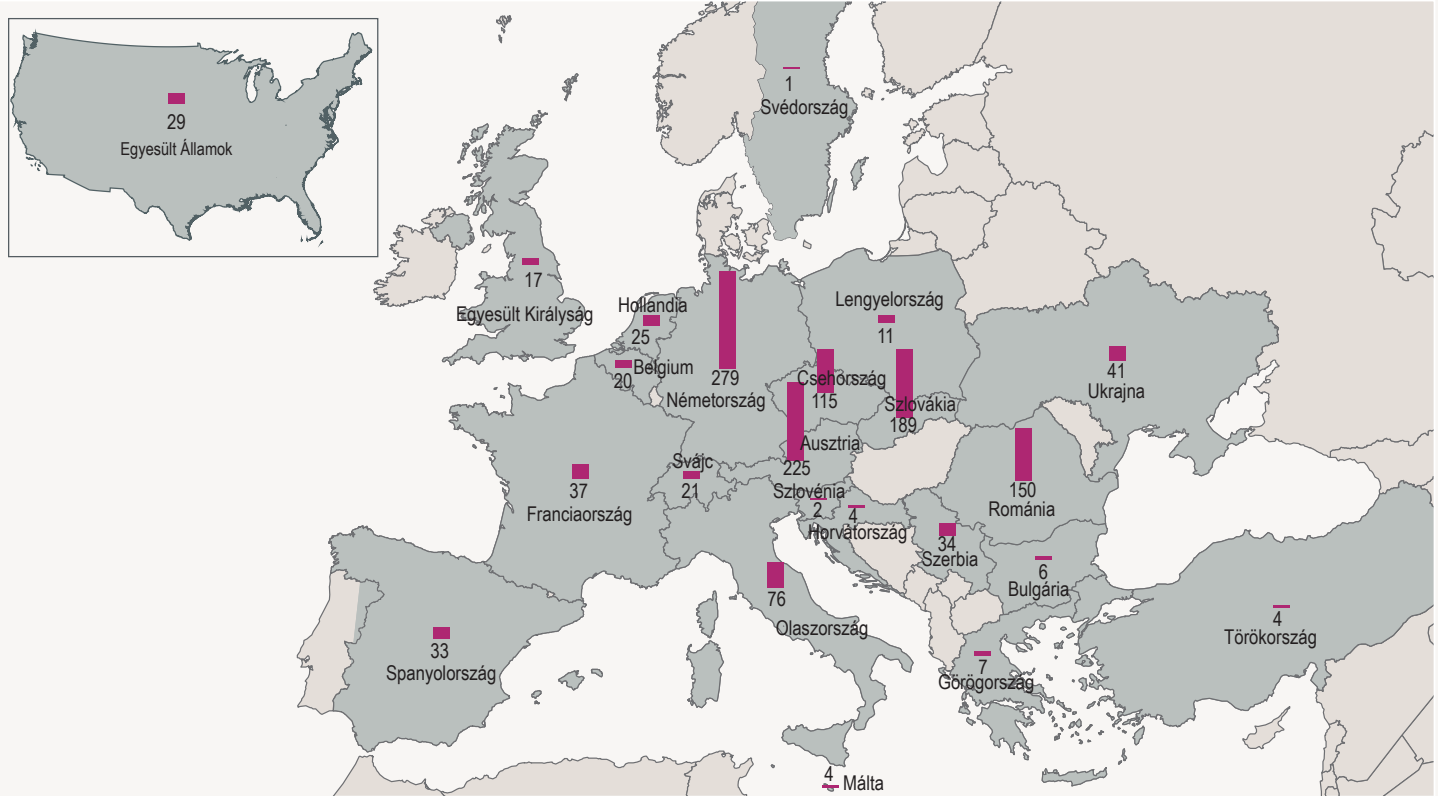 29
Egyesült Államok
1
Svédország
17
Egyesült Királyság
Hollandia
25
Belgium
20
279
Németország
Lengyelország
11
Csehország
115
Szlovákia
189
41
Ukrajna
Ausztria
225
Svájc
21
37
Franciaország
Szlovénia
2
4
Horvátország
150
Románia
34
Szerbia
6
Bulgária
76
Olaszország
33
Spanyolország
7
Görögország
4
Törökország
4
Málta